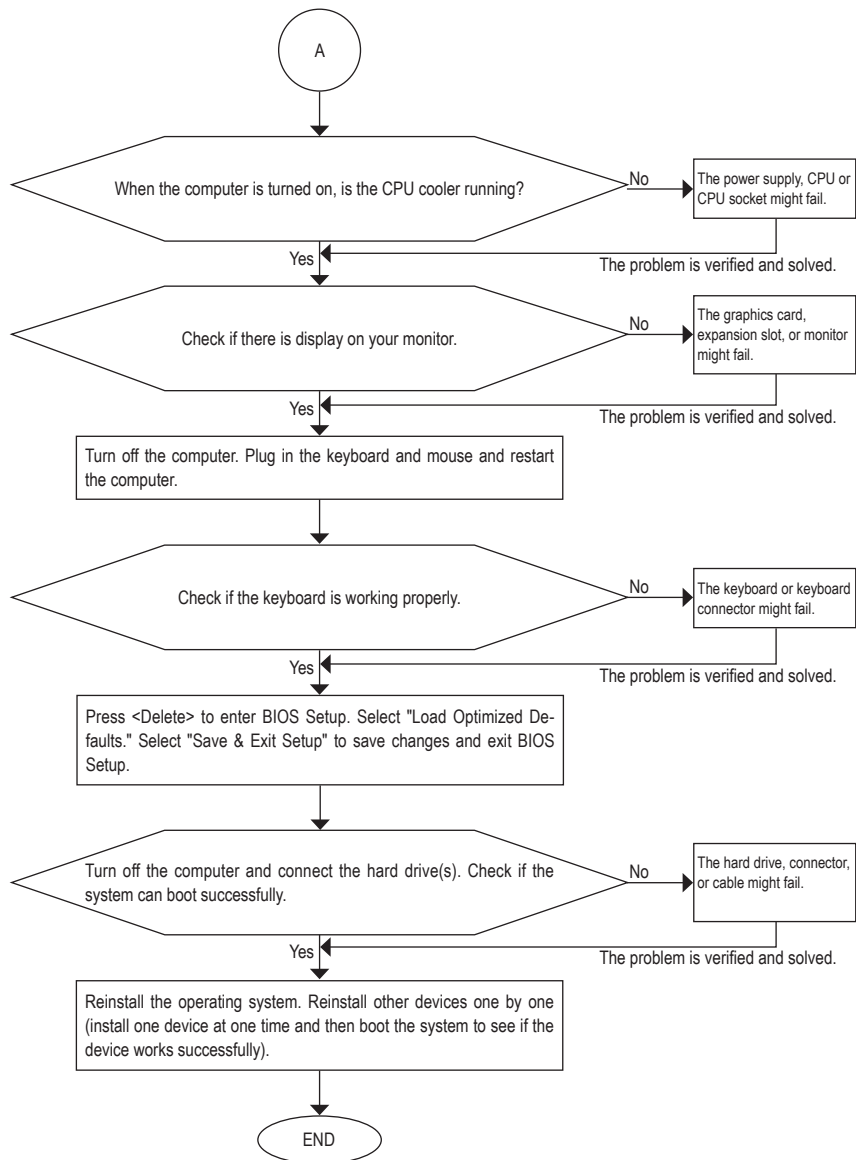 A
When the computer is turned on, is the CPU cooler running?
No
The power supply, CPU or
CPU socket might fail.
Yes
The problem is verified and solved.
Check if there is display on your monitor.
No
The graphics card,
expansion slot, or monitor
might fail.
Yes
The problem is verified and solved.
Turn off the computer. Plug in the keyboard and mouse and restart
the computer.
Check if the keyboard is working properly.
No
The keyboard or keyboard
connector might fail.
Yes
The problem is verified and solved.
Press <Delete> to enter BIOS Setup. Select "Load Optimized De-
faults." Select "Save & Exit Setup" to save changes and exit BIOS
Setup.
Turn off the computer and connect the hard drive(s). Check if the
system can boot successfully.
No
The hard drive, connector,
or cable might fail.
Yes
The problem is verified and solved.
Reinstall the operating system. Reinstall other devices one by one
(install one device at one time and then boot the system to see if the
device works successfully).
END